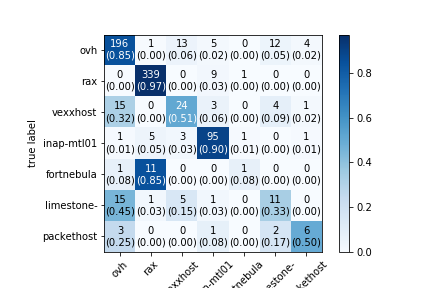 ovh 196 1 13 5 0 12 4
(0.85) (0.00) (0.06) (0.02) (0.00) (0.05) (0.02)
rax 0 339 0 9 1 0 0
(0.00) (0.97) (0.00) (0.03) (0.00) (0.00) (0.00)
vexxhost 15 0 24 3 0 4 1
(0.32) (0.00) (0.51) (0.06) (0.00) (0.09) (0.02)
inap-mtl01 1 5 3 95 1 0 1
(0.01) (0.05) (0.03) (0.90) (0.01) (0.00) (0.01)
fortnebula 1 11 0 0 1 0 0
(0.08) (0.85) (0.00) (0.00) (0.08) (0.00) (0.00)
limestone- 15 1 5 1 0 11 0
(0.45) (0.03) (0.15) (0.03) (0.00) (0.33) (0.00)
packethost 3 0 0 1 0 2 6
(0.25) (0.00) (0.00) (0.08) (0.00) (0.17) (0.50)
true label
ovh rax exxhost p-mtl01 tnebula estone- kethost
0.8
0.6
0.4
0.2
0.0